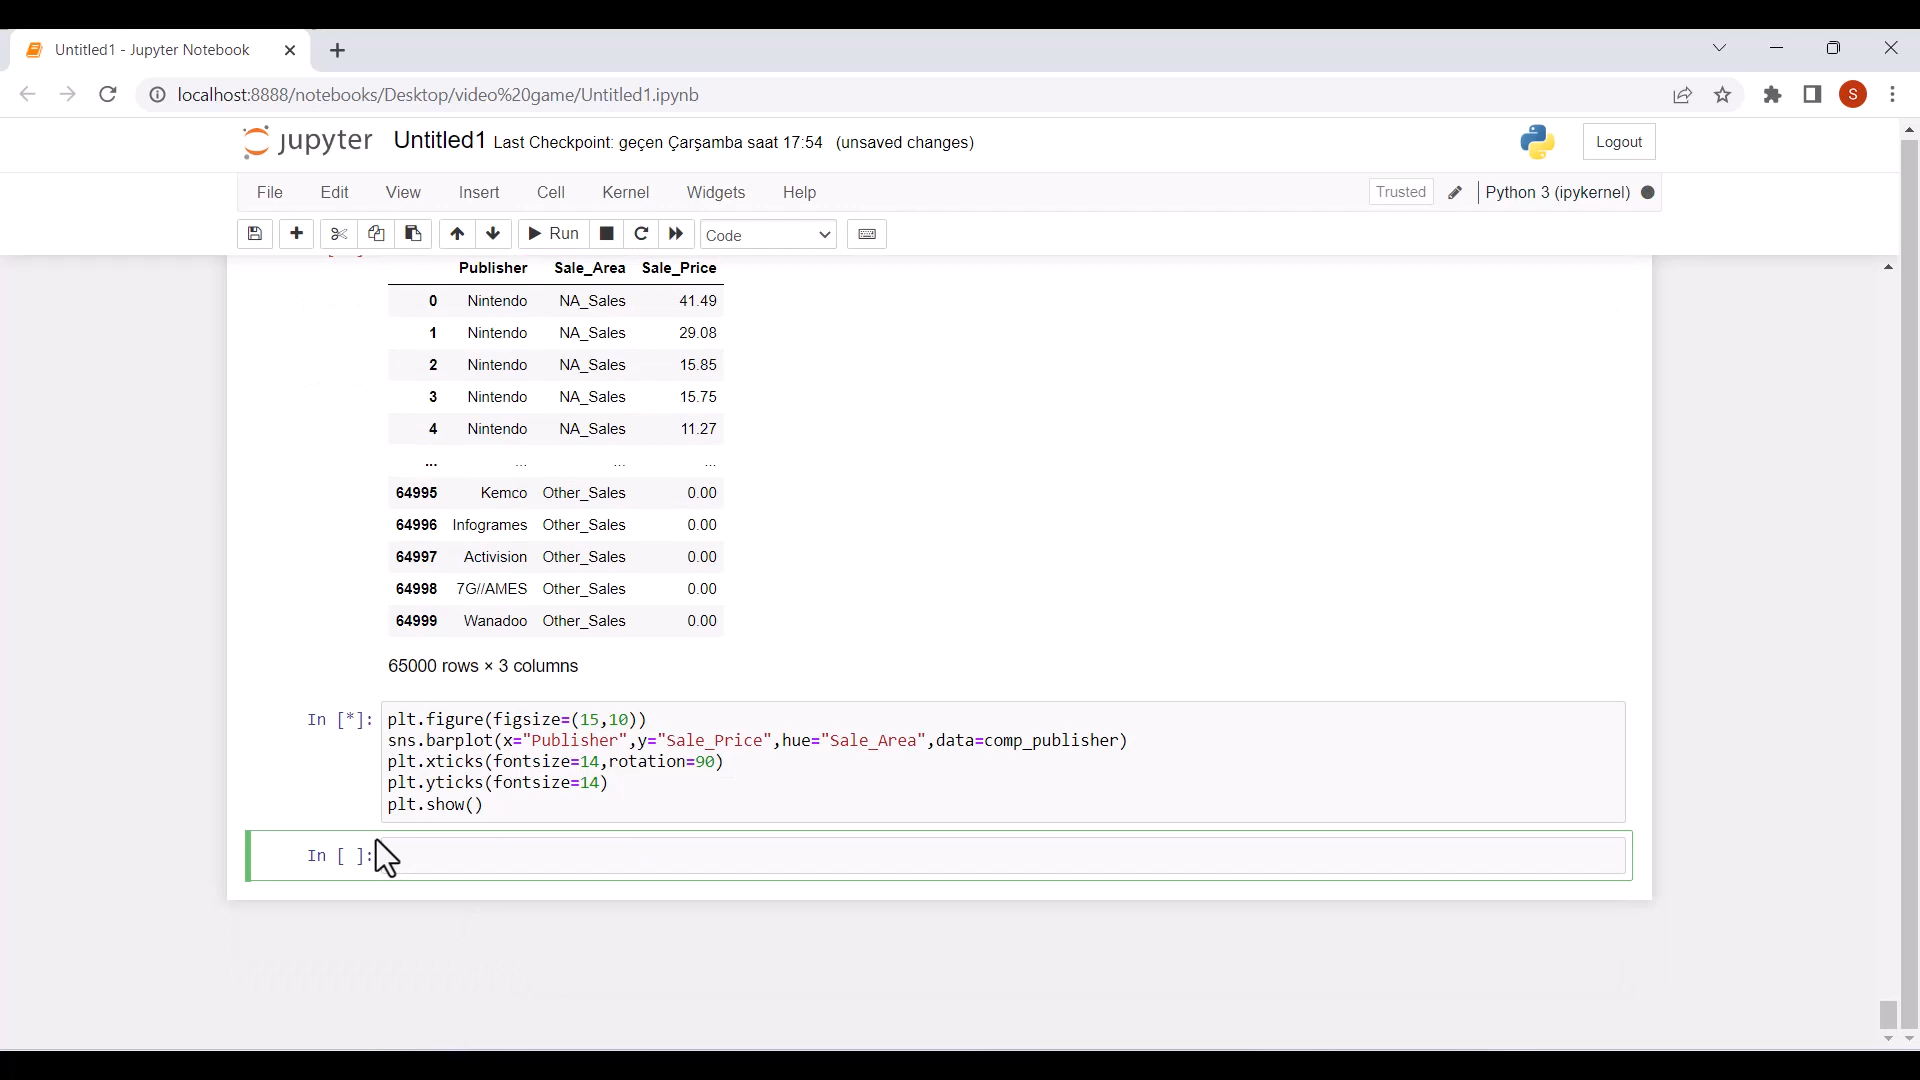 Untitled1 - Jupyter Notebook
localhost:8888/notebooks/Desktop/video%20game/Untitled1.ipynb
S
jupyter Untitled1 Last Checkpoint: geçen Çarşamba saat 17:54 (unsaved changes)
Logout
File Edit View Insert Cell Kernel Widgets Help
Trusted Python 3 (ipykernel)
Run Code
Publisher Sale_Area Sale_Price
0 Nintendo NA_Sales 41.49
1 Nintendo NA_Sales 29.08
2 Nintendo NA_Sales 15.85
3 Nintendo NA_Sales 15.75
4 Nintendo NA_Sales 11.27
... ... ... ...
64995 Kemco Other_Sales 0.00
64996 Infogrames Other_Sales 0.00
64997 Activision Other_Sales 0.00
64998 7G//AMES Other_Sales 0.00
64999 Wanadoo Other_Sales 0.00
65000 rows × 3 columns
In [*]: plt.figure(figsize=(15,10))
sns.barplot(x="Publisher",y="Sale_Price",hue="Sale_Area",data=comp_publisher)
plt.xticks(fontsize=14,rotation=90)
plt.yticks(fontsize=14)
plt.show()
In [ ]: